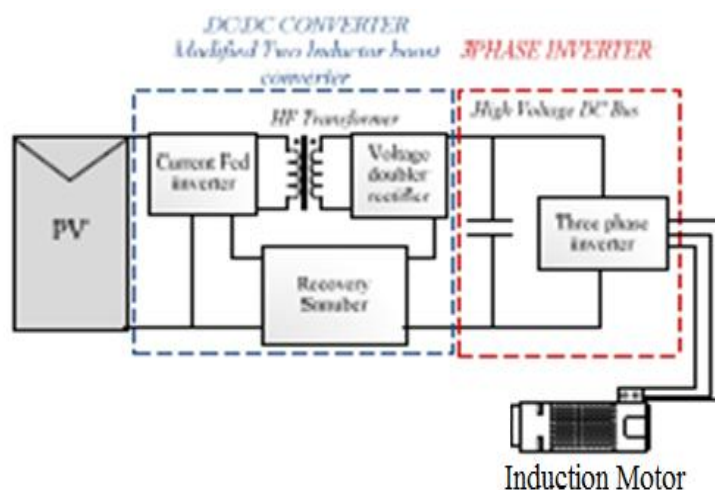 DC/DC CONVERTER
Modified Two Inductor boost
converter
3PHASE INVERTER
HF Transformer
High Voltage DC Bus
Current Fed
inverter
Voltage
doubler
rectifier
PV
Three phase
inverter
Recovery
Snuber
Induction Motor